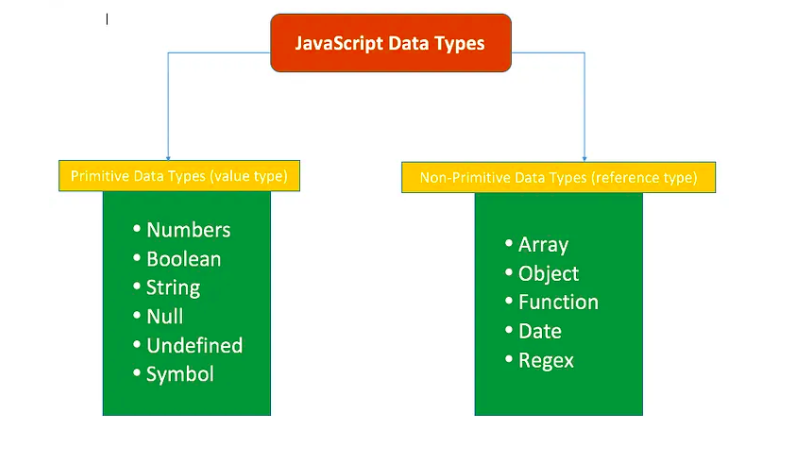 JavaScript Data Types
Primitive Data Types (value type)
• Numbers
• Boolean
• String
• Null
• Undefined
• Symbol
Non-Primitive Data Types (reference type)
• Array
• Object
• Function
• Date
• Regex